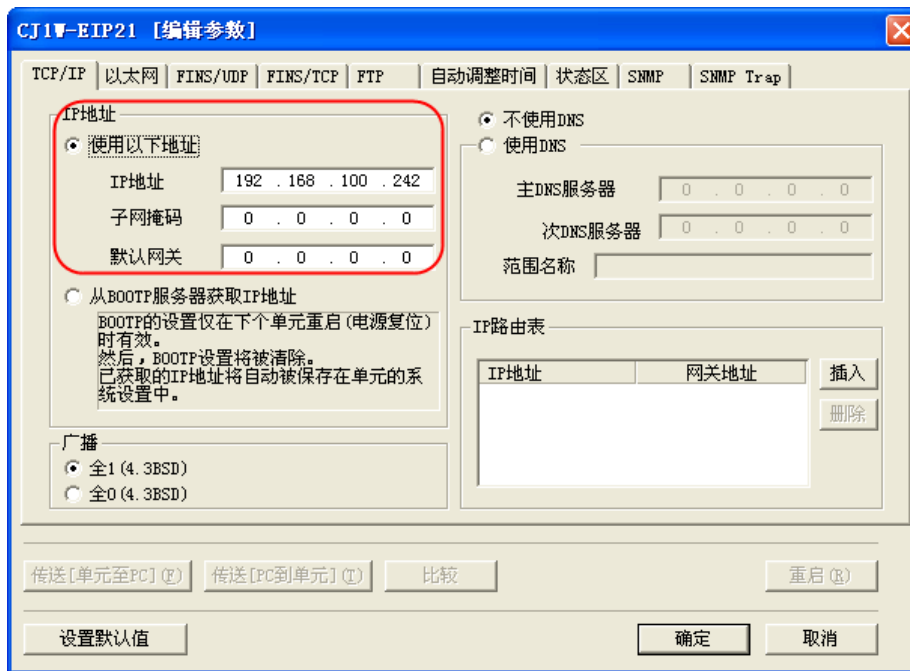 CJ1W-EIP21 [编辑参数]
TCP/IP 以太网 FINS/UDP FINS/TCP FTP 自动调整时间 状态区 SNMP SNMP Trap
IP地址
使用以下地址
IP地址 192 . 168 . 100 . 242
子网掩码 0 . 0 . 0 . 0
默认网关 0 . 0 . 0 . 0
从BOOTP服务器获取IP地址
BOOTP的设置仅在下个单元重启(电源复位)
时有效。
然后，BOOTP设置将被清除。
已获取的IP地址将自动被保存在单元的系
统设置中。
广播
全1(4.3BSD)
全0(4.3BSD)
不使用DNS
使用DNS
主DNS服务器 0 . 0 . 0 . 0
次DNS服务器 0 . 0 . 0 . 0
范围名称
IP路由表
IP地址 网关地址
插入
删除
传送[单元至PC](F) 传送[PC到单元](T) 比较 重启(R)
设置默认值 确定 取消